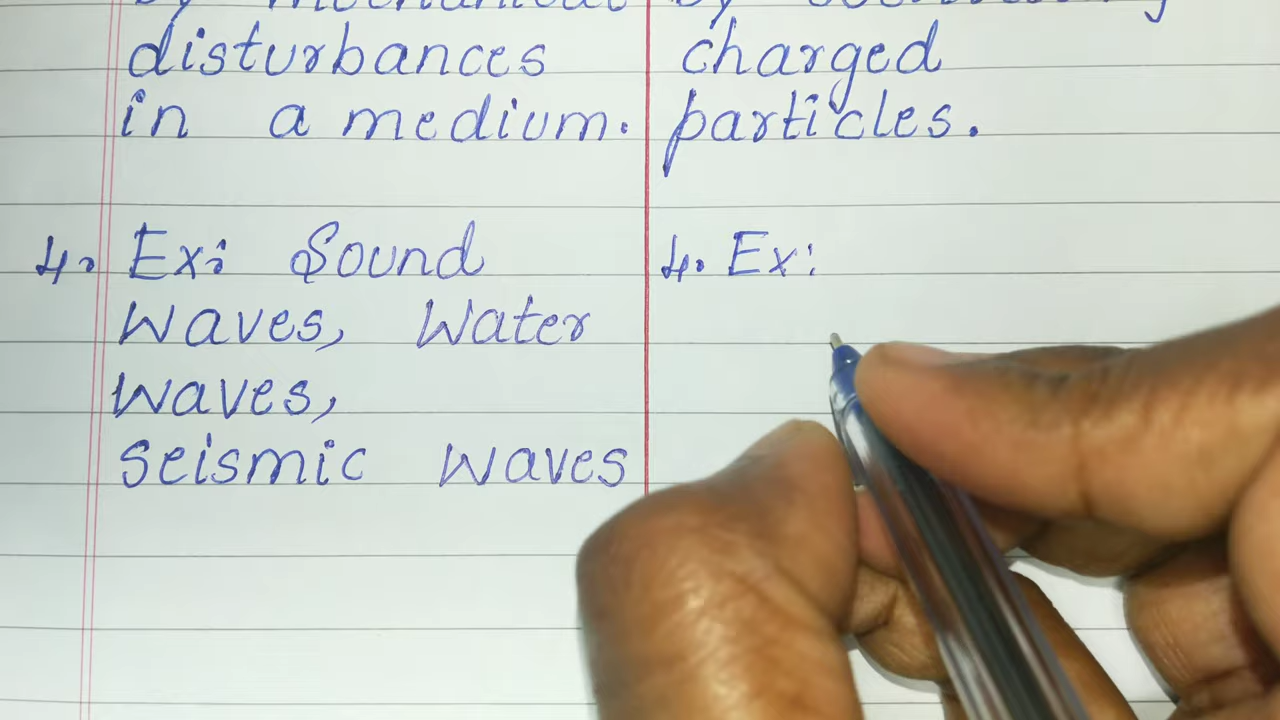 disturbances
in a medium.
4. Ex: Sound
waves, Water
waves,
seismic waves
charged
particles.
4. Ex: